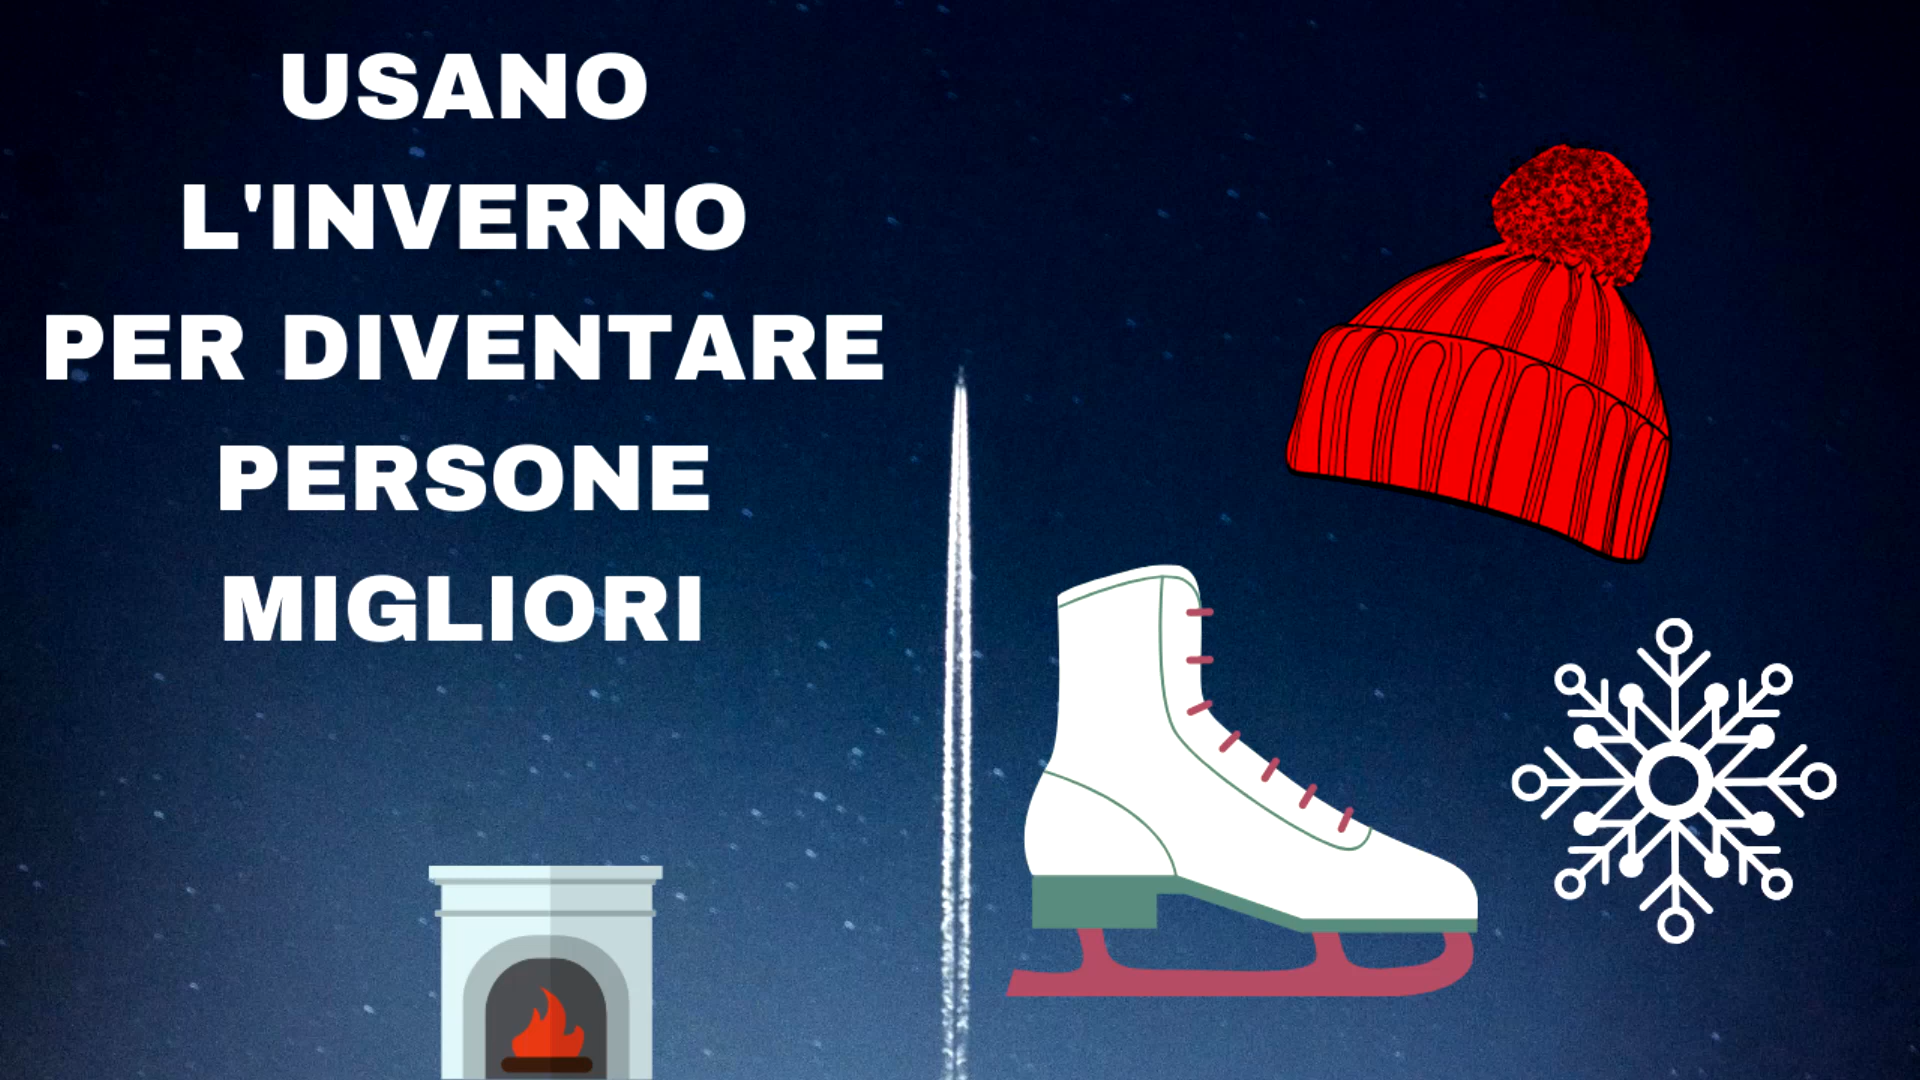 USANO
L'INVERNO
PER DIVENTARE
PERSONE
MIGLIORI